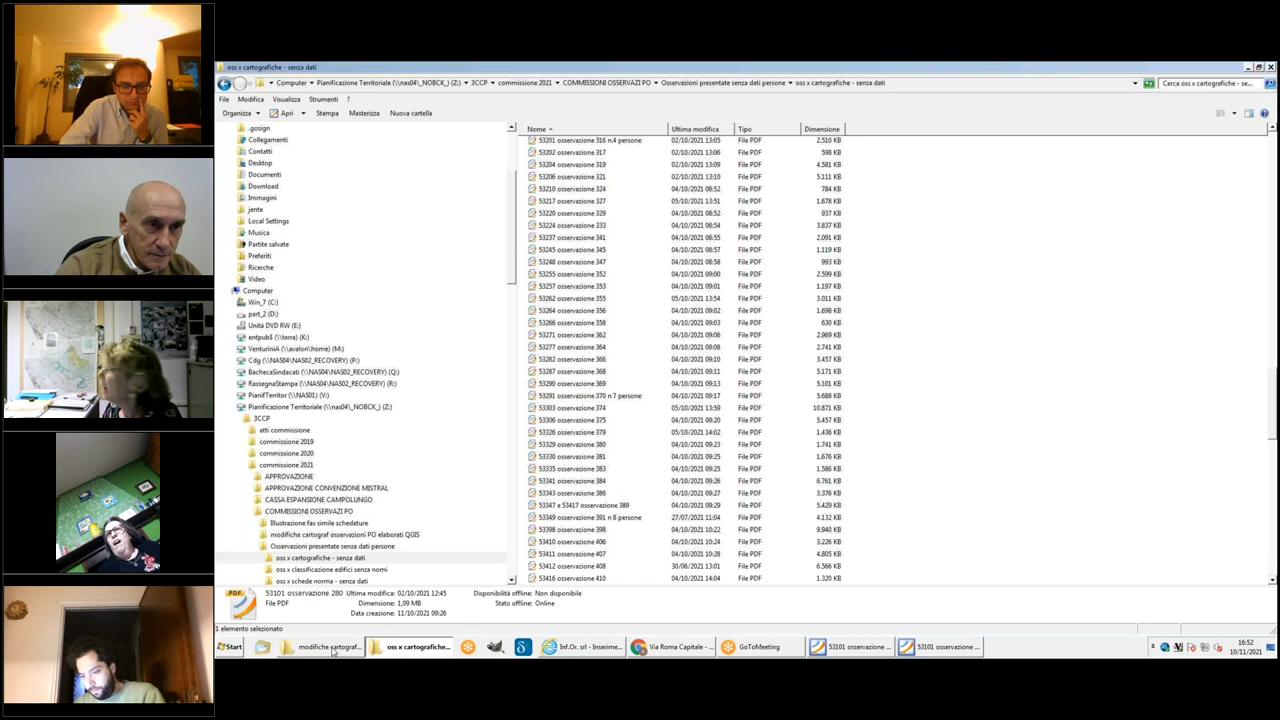 oss x cartografiche - senza dati
Computer ▸ Pianificazione Territoriale (\\nas04\_NOBCK_) (Z:) ▸ 3CCP ▸ commissione 2021 ▸ COMMISSIONI OSSERVAZI PO ▸ Osservazioni presentate senza dati persone ▸ oss x cartografiche - senza dati
Cerca oss x cartografiche - se...
File Modifica Visualizza Strumenti ?
Organizza Apri Stampa Masterizza Nuova cartella
.gosign
Collegamenti
Contatti
Desktop
Documenti
Download
Immagini
jente
Local Settings
Musica
Partite salvate
Preferiti
Ricerche
Video
Computer
Win_7 (C:)
part_2 (D:)
Unità DVD RW (E:)
entpub$ (\\terra) (K:)
VenturiniA (\\avalon\home) (M:)
Cdg (\\NAS04\NAS02_RECOVERY) (P:)
BachecaSindacati (\\NAS04\NAS02_RECOVERY) (Q:)
RassegnaStampa (\\NAS04\NAS02_RECOVERY) (R:)
PianifTerritor (\\NAS01) (V:)
Pianificazione Territoriale (\\nas04\_NOBCK_) (Z:)
3CCP
atti commissione
commissione 2019
commissione 2020
commissione 2021
APPROVAZIONE
APPROVAZIONE CONVENZIONE MISTRAL
CASSA ESPANSIONE CAMPOLUNGO
COMMISSIONI OSSERVAZI PO
Illustrazione fax simile schedature
modifiche cartograf osservazioni PO elaborati QGIS
Osservazioni presentate senza dati persone
oss x cartografiche - senza dati
oss x classificazione edifici senza nomi
oss x schede norma - senza dati
Nome Ultima modifica Tipo Dimensione
53201 osservazione 316 n.4 persone 02/10/2021 13:05 File PDF 2.510 KB
53202 osservazione 317 02/10/2021 13:06 File PDF 598 KB
53204 osservazione 319 02/10/2021 13:09 File PDF 4.581 KB
53206 osservazione 321 02/10/2021 13:10 File PDF 5.111 KB
53210 osservazione 324 04/10/2021 08:52 File PDF 784 KB
53217 osservazione 327 05/10/2021 13:51 File PDF 1.678 KB
53220 osservazione 329 04/10/2021 08:52 File PDF 937 KB
53224 osservazione 333 04/10/2021 08:54 File PDF 3.837 KB
53237 osservazione 341 04/10/2021 08:55 File PDF 2.091 KB
53245 osservazione 345 04/10/2021 08:57 File PDF 1.119 KB
53248 osservazione 347 04/10/2021 08:58 File PDF 993 KB
53255 osservazione 352 04/10/2021 09:00 File PDF 2.599 KB
53257 osservazione 353 04/10/2021 09:01 File PDF 1.197 KB
53262 osservazione 355 05/10/2021 13:54 File PDF 3.011 KB
53264 osservazione 356 04/10/2021 09:02 File PDF 1.698 KB
53266 osservazione 358 04/10/2021 09:03 File PDF 630 KB
53271 osservazione 362 04/10/2021 09:06 File PDF 2.969 KB
53277 osservazione 364 04/10/2021 09:08 File PDF 2.741 KB
53282 osservazione 366 04/10/2021 09:10 File PDF 3.457 KB
53287 osservazione 368 04/10/2021 09:11 File PDF 5.171 KB
53290 osservazione 369 04/10/2021 09:13 File PDF 5.101 KB
53291 osservazione 370 n 7 persone 04/10/2021 09:17 File PDF 5.688 KB
53303 osservazione 374 05/10/2021 13:59 File PDF 10.871 KB
53306 osservazione 375 04/10/2021 09:20 File PDF 5.457 KB
53326 osservazione 379 05/10/2021 14:02 File PDF 1.436 KB
53329 osservazione 380 04/10/2021 09:23 File PDF 1.741 KB
53330 osservazione 381 04/10/2021 09:25 File PDF 1.676 KB
53335 osservazione 383 04/10/2021 09:25 File PDF 1.586 KB
53341 osservazione 384 04/10/2021 09:26 File PDF 6.761 KB
53343 osservazione 386 04/10/2021 09:27 File PDF 3.376 KB
53347 e 53417 osservazione 389 04/10/2021 09:29 File PDF 5.429 KB
53349 osservazione 391 n 8 persone 27/07/2021 11:04 File PDF 4.132 KB
53398 osservazione 398 04/10/2021 10:22 File PDF 9.940 KB
53410 osservazione 406 04/10/2021 10:24 File PDF 3.226 KB
53411 osservazione 407 04/10/2021 10:28 File PDF 4.805 KB
53412 osservazione 408 30/06/2021 13:01 File PDF 6.566 KB
53416 osservazione 410 04/10/2021 14:04 File PDF 1.320 KB
PDF
53101 osservazione 280 Ultima modifica: 02/10/2021 12:45 Disponibilità offline: Non disponibile
File PDF Dimensione: 1,09 MB Stato offline: Online
Data creazione: 11/10/2021 09:26
1 elemento selezionato
Start modifiche cartograf... oss x cartografiche... Inf.Or. srl - Inserime... Via Roma Capitale - ... GoToMeeting 53101 osservazione ... 53101 osservazione ...
16:52
10/11/2021